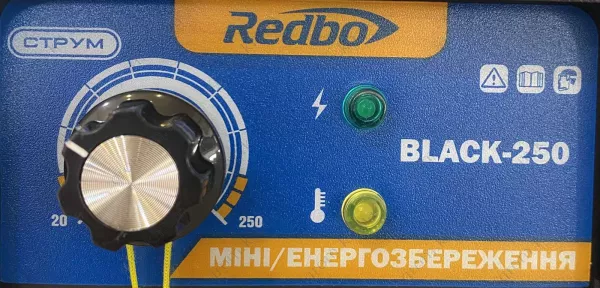 СТРУМ
Redbo
BLACK-250
20
250
МІНІ/ЕНЕРГОЗБЕРЕЖЕННЯ